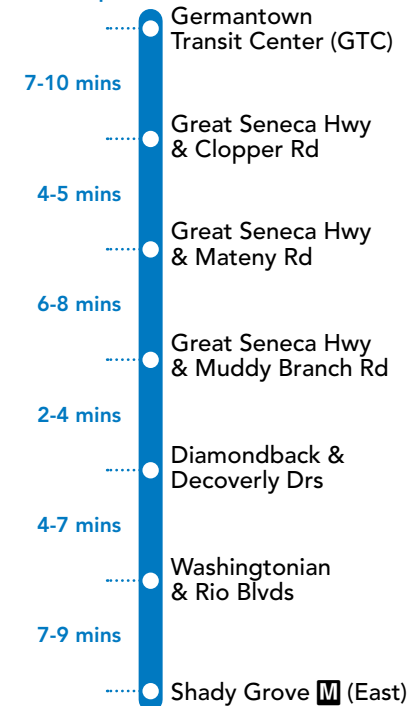 Germantown
Transit Center (GTC)
7-10 mins
Great Seneca Hwy
& Clopper Rd
4-5 mins
Great Seneca Hwy
& Mateny Rd
6-8 mins
Great Seneca Hwy
& Muddy Branch Rd
2-4 mins
Diamondback &
Decoverly Drs
4-7 mins
Washingtonian
& Rio Blvds
7-9 mins
Shady Grove M (East)